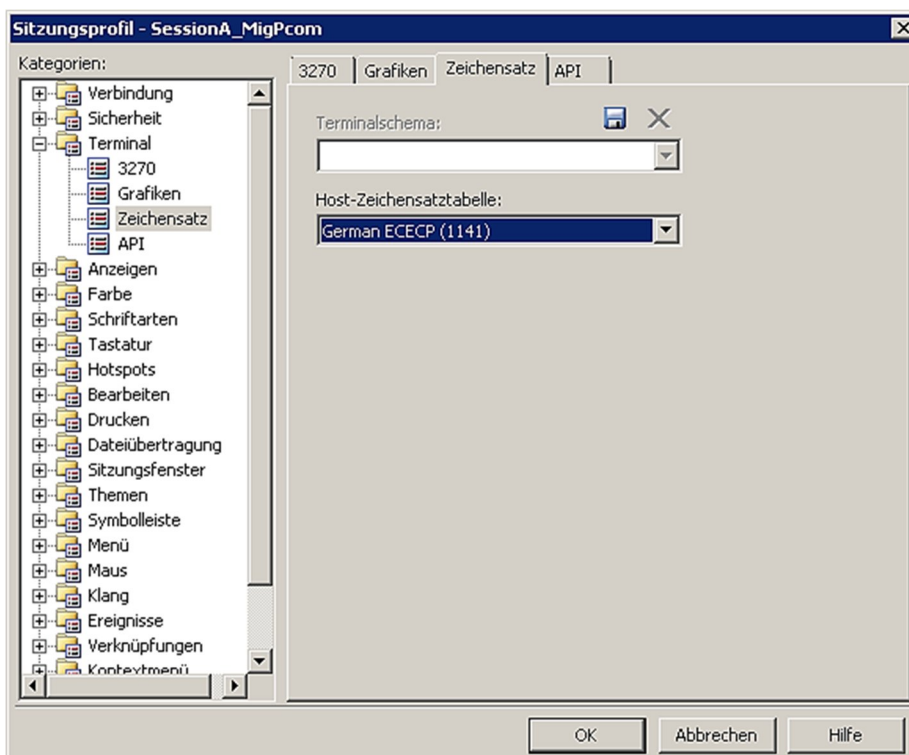 Sitzungsprofil - SessionA_MigPcom
Kategorien:
Verbindung
Sicherheit
Terminal
3270
Grafiken
Zeichensatz
API
Anzeigen
Farbe
Schriftarten
Tastatur
Hotspots
Bearbeiten
Drucken
Dateiübertragung
Sitzungsfenster
Themen
Symbolleiste
Menü
Maus
Klang
Ereignisse
Verknüpfungen
Kontextmenü
3270 Grafiken Zeichensatz API
Terminalschema:
Host-Zeichensatztabelle:
German ECECP (1141)
OK Abbrechen Hilfe